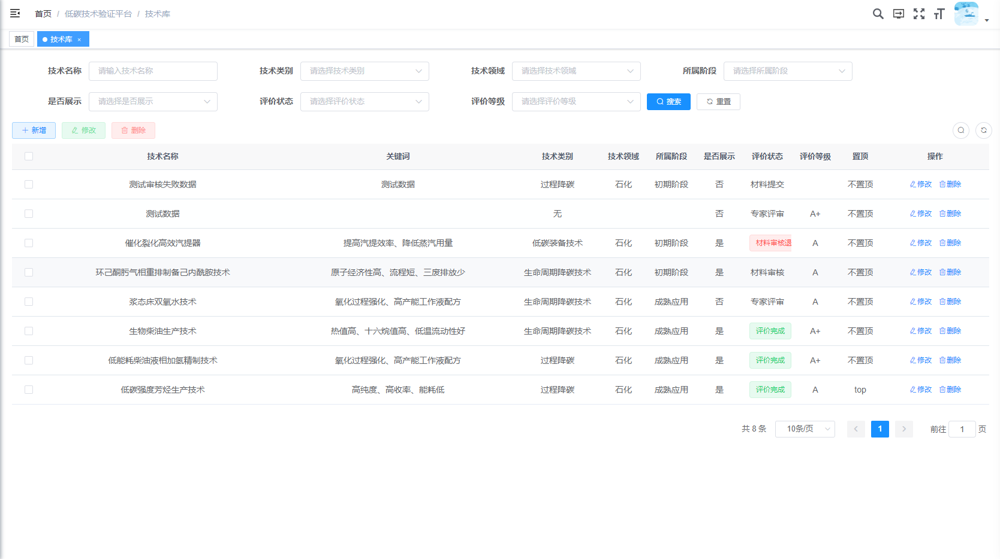 首页 / 低碳技术验证平台 / 技术库
首页 技术库 ×
技术名称 请输入技术名称 技术类别 请选择技术类别 技术领域 请选择技术领域 所属阶段 请选择所属阶段
是否展示 请选择是否展示 评价状态 请选择评价状态 评价等级 请选择评价等级 搜索 重置
新增 修改 删除
技术名称 关键词 技术类别 技术领域 所属阶段 是否展示 评价状态 评价等级 置顶 操作
测试审核失败数据 测试数据 过程降碳 石化 初期阶段 否 材料提交 不置顶 修改 删除
测试数据 无 否 专家评审 A+ 不置顶 修改 删除
催化裂化高效汽提器 提高汽提效率、降低蒸汽用量 低碳装备技术 石化 初期阶段 是 材料审核退 A 不置顶 修改 删除
环己酮肟气相重排制备己内酰胺技术 原子经济性高、流程短、三废排放少 生命周期降碳技术 石化 初期阶段 是 材料审核 A 不置顶 修改 删除
浆态床双氧水技术 氧化过程强化、高产能工作液配方 生命周期降碳技术 石化 成熟应用 否 专家评审 A 不置顶 修改 删除
生物柴油生产技术 热值高、十六烷值高、低温流动性好 生命周期降碳技术 石化 成熟应用 是 评价完成 A+ 不置顶 修改 删除
低能耗柴油液相加氢精制技术 氧化过程强化、高产能工作液配方 过程降碳 石化 成熟应用 是 评价完成 A+ 不置顶 修改 删除
低碳强度芳烃生产技术 高纯度、高收率、能耗低 过程降碳 石化 成熟应用 是 评价完成 A top 修改 删除
共 8 条 10条/页 1 前往 1 页